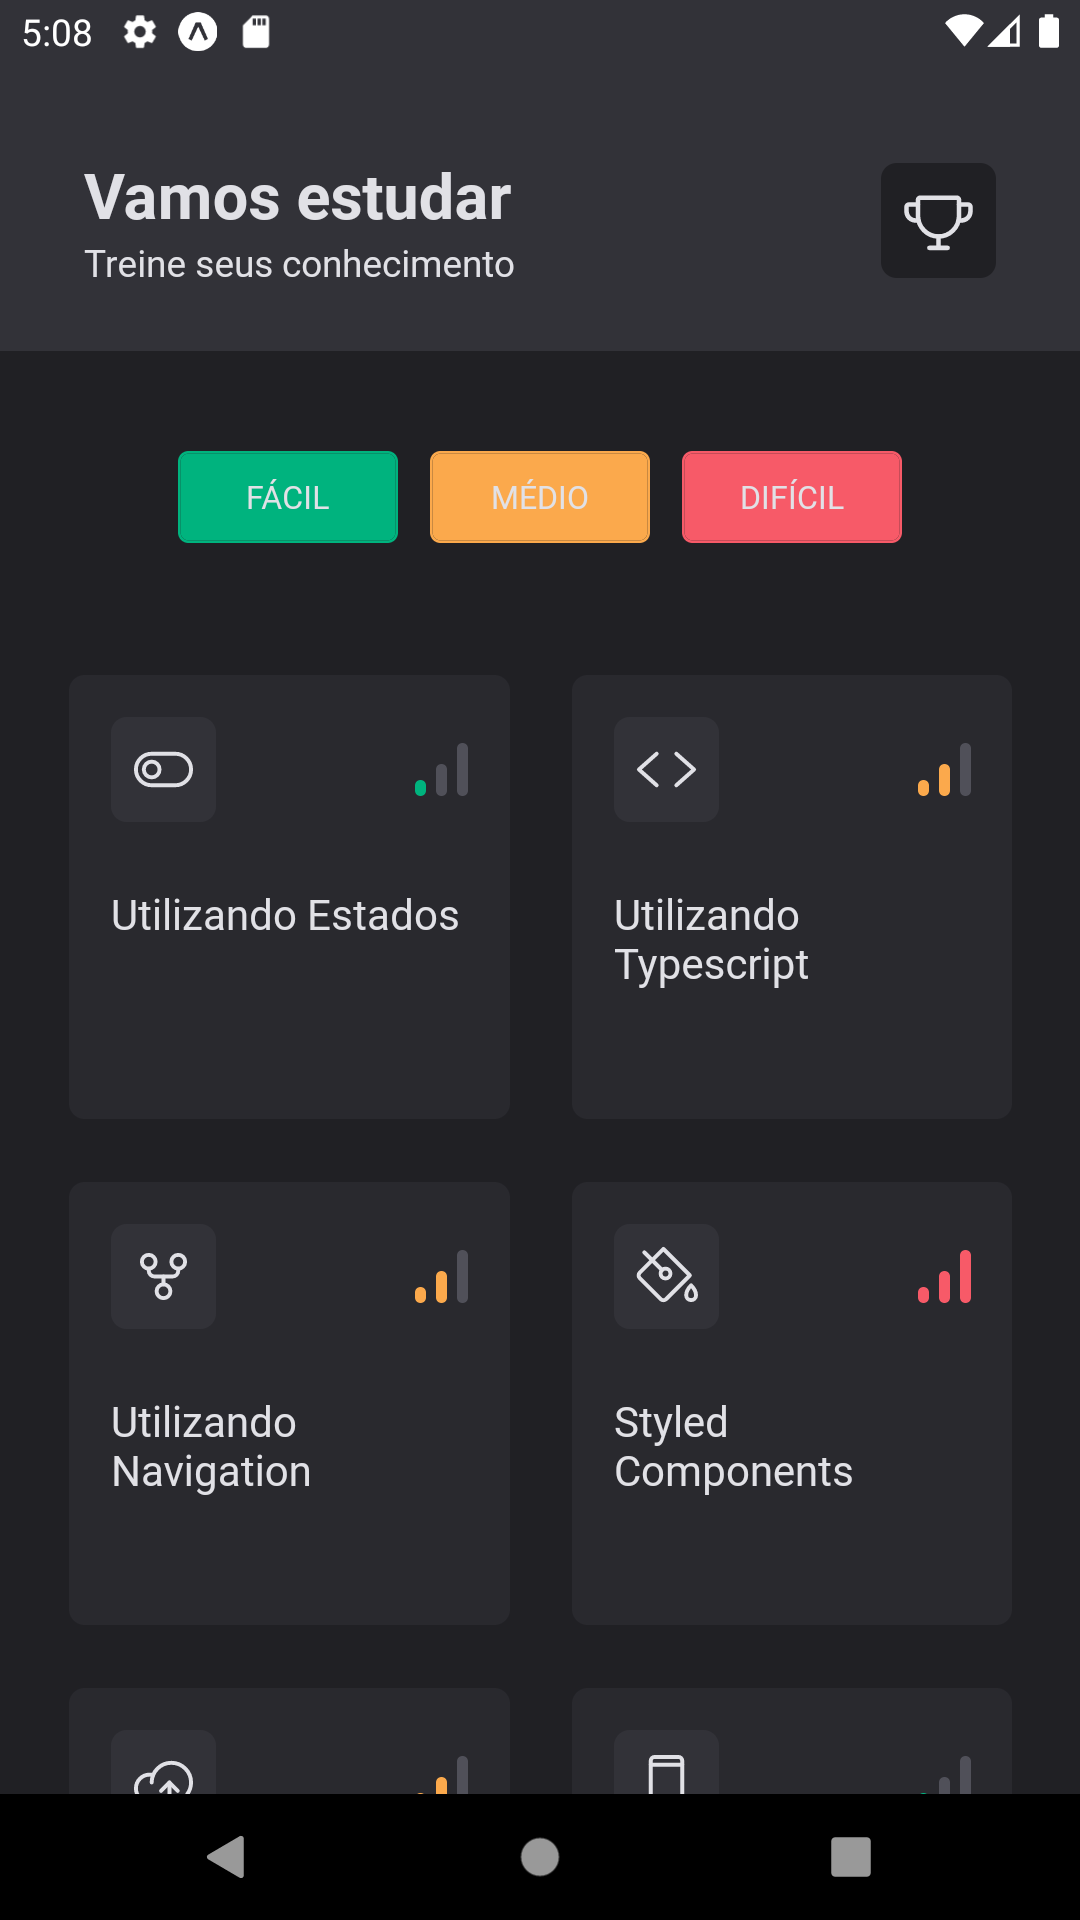 5:08
Vamos estudar
Treine seus conhecimento
FÁCIL
MÉDIO
DIFÍCIL
Utilizando Estados
Utilizando
Typescript
Utilizando
Navigation
Styled
Components